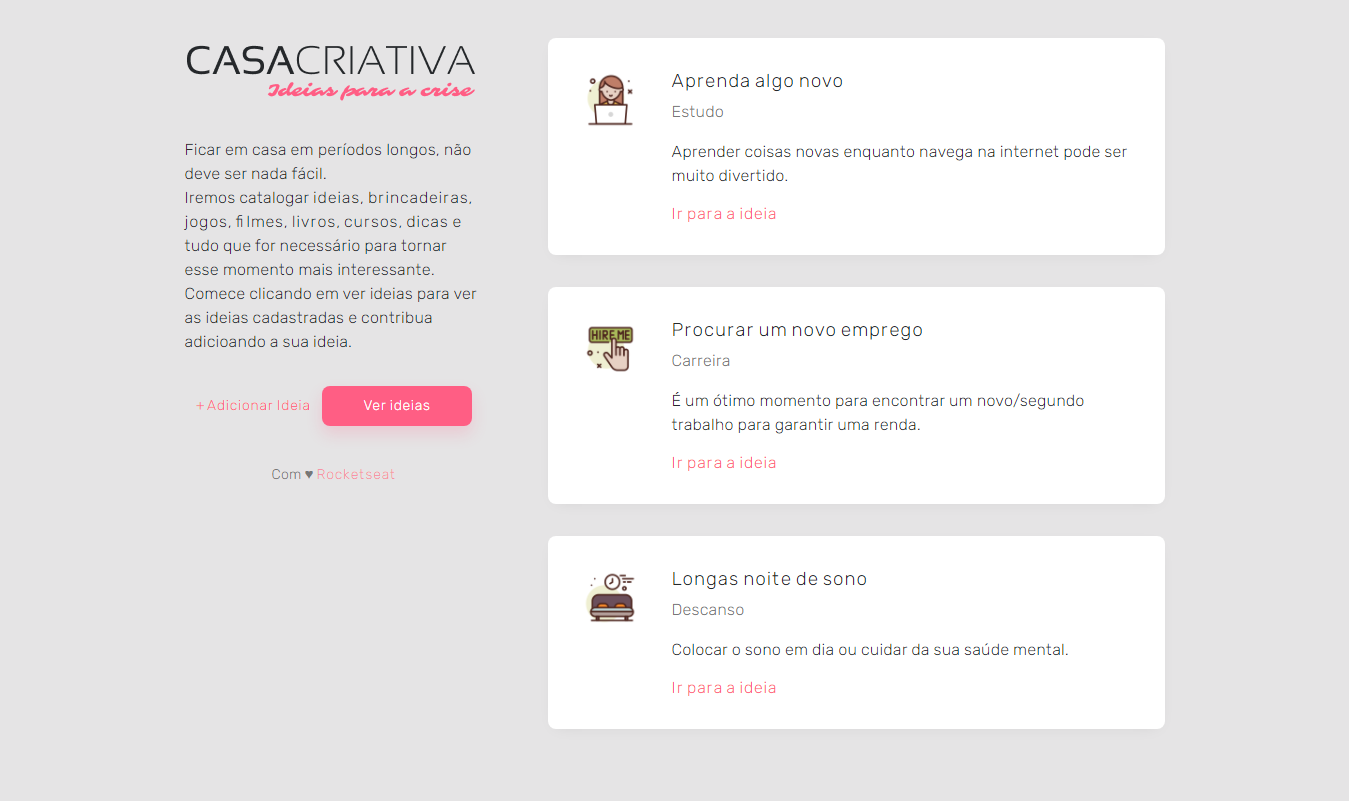 CASACRIATIVA
Ideias para a crise
Ficar em casa em períodos longos, não
deve ser nada fácil.
Iremos catalogar ideias, brincadeiras,
jogos, filmes, livros, cursos, dicas e
tudo que for necessário para tornar
esse momento mais interessante.
Comece clicando em ver ideias para ver
as ideias cadastradas e contribua
adicioando a sua ideia.
+ Adicionar Ideia
Ver ideias
Com ♥ Rocketseat
Aprenda algo novo
Estudo
Aprender coisas novas enquanto navega na internet pode ser
muito divertido.
Ir para a ideia
HIRE ME
Procurar um novo emprego
Carreira
É um ótimo momento para encontrar um novo/segundo
trabalho para garantir uma renda.
Ir para a ideia
Longas noite de sono
Descanso
Colocar o sono em dia ou cuidar da sua saúde mental.
Ir para a ideia